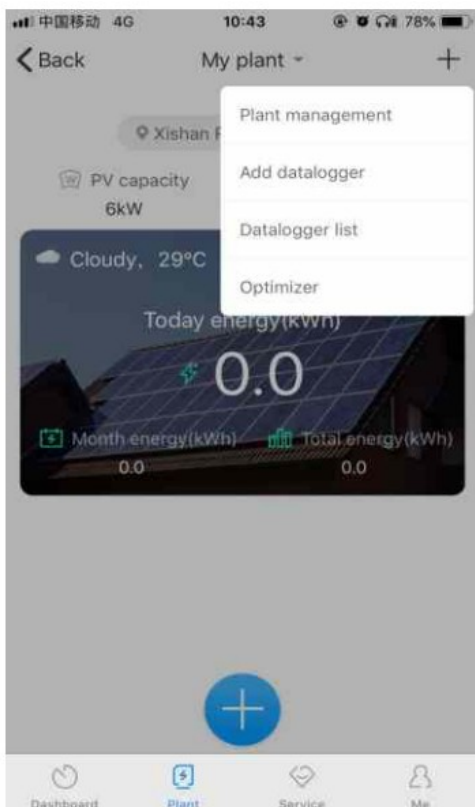 中国移动 4G 10:43 78%
Back My plant +
Plant management
Xishan
Add datalogger
PV capacity
6kW
Datalogger list
Cloudy, 29°C
Optimizer
Today energy(kWh)
0.0
Month energy(kWh) Total energy(kWh)
0.0 0.0
Dashboard Plant Service Me